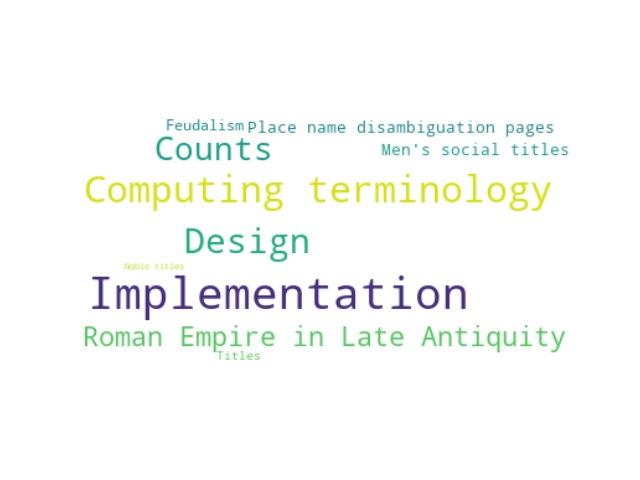 Feudalism
Place name disambiguation pages
Counts
Men's social titles
Computing terminology
Design
Noble titles
Implementation
Roman Empire in Late Antiquity
Titles